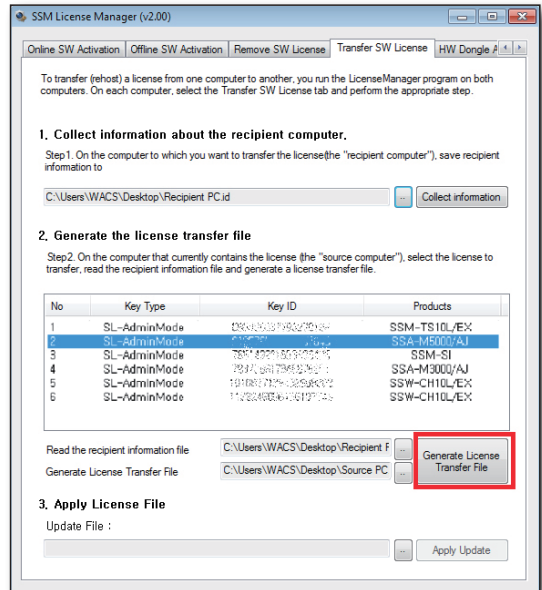 SSM License Manager (v2.00)
Online SW Activation Offline SW Activation Remove SW License Transfer SW License HW Dongle A
To transfer (rehost) a license from one computer to another, you run the LicenseManager program on both
computers. On each computer, select the Transfer SW License tab and perfom the appropriate step.
1. Collect information about the recipient computer.
Step1. On the computer to which you want to transfer the license(the "recipient computer"), save recipient
information to
C:\Users\WACS\Desktop\Recipient PC.id ... Collect information
2. Generate the license transfer file
Step2. On the computer that currently contains the license (the "source computer"), select the license to
transfer, read the recipient information file and generate a license transfer file.
No Key Type Key ID Products
1 SL-AdminMode SSM-TS10L/EX
2 SL-AdminMode SSA-M5000/AJ
3 SL-AdminMode SSM-SI
4 SL-AdminMode SSA-M3000/AJ
5 SL-AdminMode SSW-CH10L/EX
6 SL-AdminMode SSW-CH10L/EX
Read the recipient information file C:\Users\WACS\Desktop\Recipient F ...
Generate License Transfer File C:\Users\WACS\Desktop\Source PC ...
Generate License
Transfer File
3. Apply License File
Update File :
... Apply Update